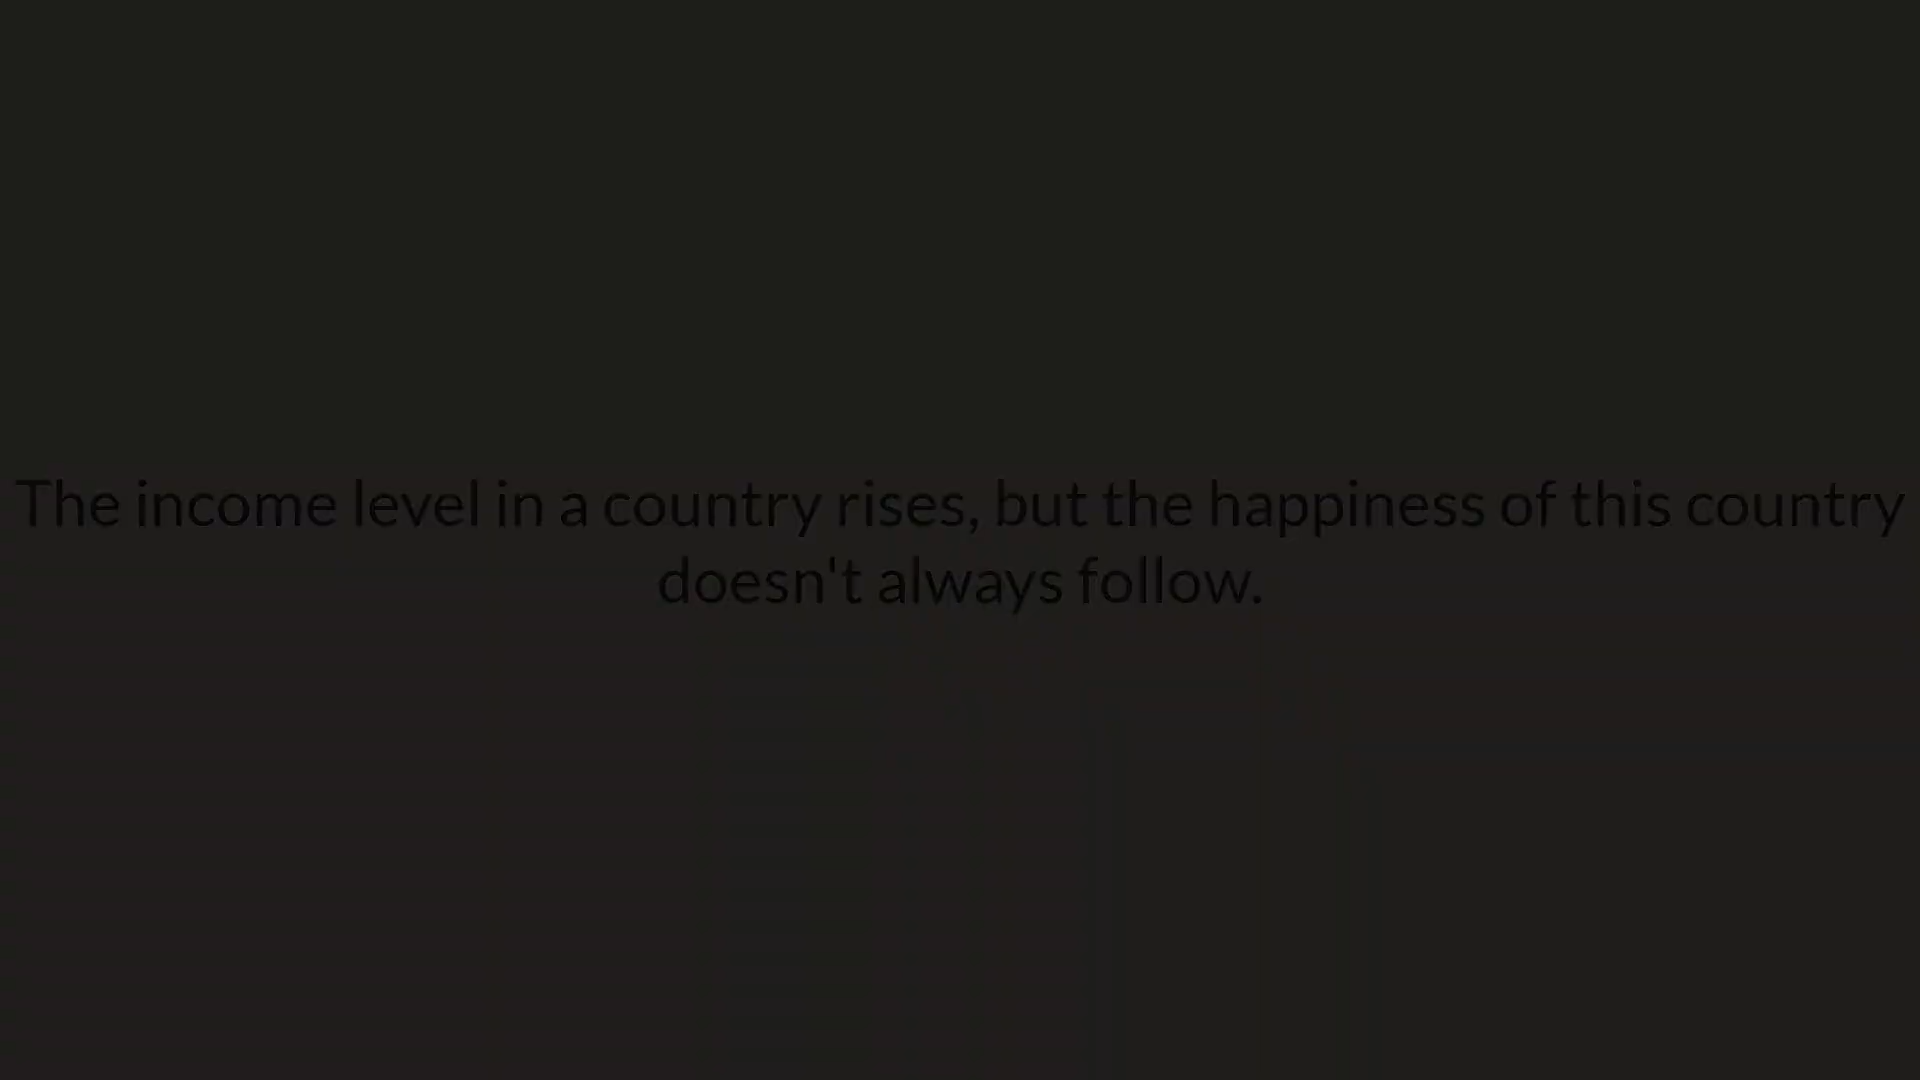 The income level in a country rises, but the happiness of this country
doesn't always follow.